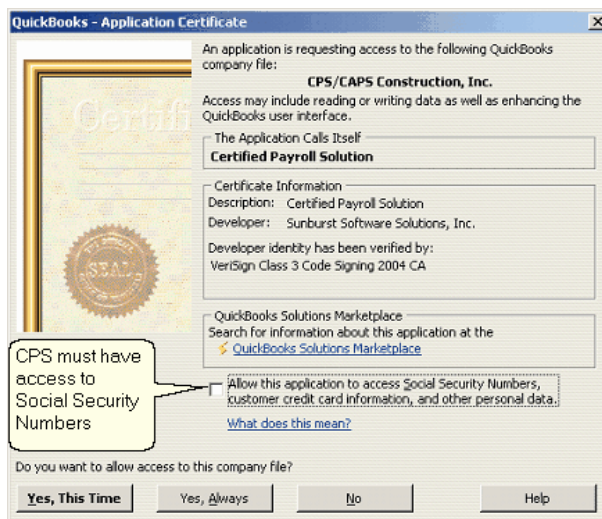 QuickBooks - Application Certificate
An application is requesting access to the following QuickBooks
company file:
CPS/CAPS Construction, Inc.
Access may include reading or writing data as well as enhancing the
QuickBooks user interface.
The Application Calls Itself
Certified Payroll Solution
Certificate Information
Description: Certified Payroll Solution
Developer: Sunburst Software Solutions, Inc.
Developer identity has been verified by:
VeriSign Class 3 Code Signing 2004 CA
SEAL
QuickBooks Solutions Marketplace
Search for information about this application at the
QuickBooks Solutions Marketplace
CPS must have
access to
Social Security
Numbers
Allow this application to access Social Security Numbers,
customer credit card information, and other personal data.
What does this mean?
Do you want to allow access to this company file?
Yes, This Time
Yes, Always
No
Help